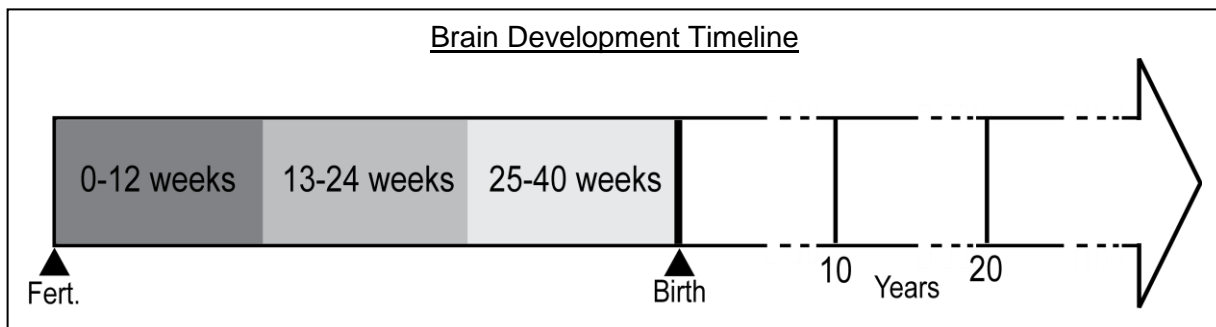 Brain Development Timeline
0-12 weeks 13-24 weeks 25-40 weeks
Fert. Birth 10 Years 20